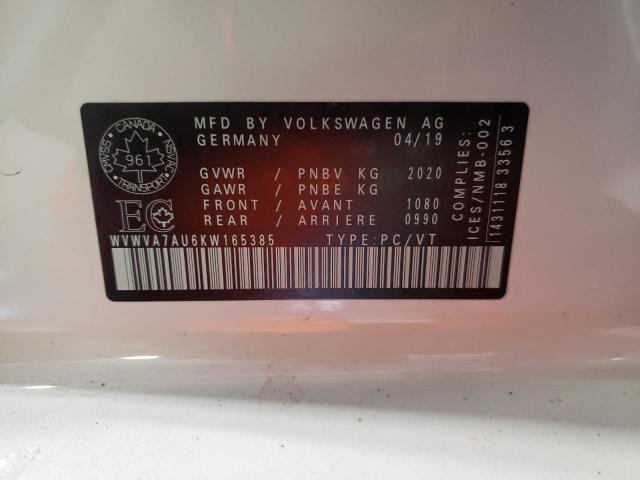 MFD BY VOLKSWAGEN AG
GERMANY 04/19
CMVSS CANADA NSVAC
961
TRANSPORT
GVWR / PNBV KG 2020
GAWR / PNBE KG
FRONT / AVANT 1080
REAR / ARRIERE 0990
EC
WVWVA7AU6KW165385 TYPE:PC/VT
COMPLIES:
ICES/NMB-002
1431118 33563